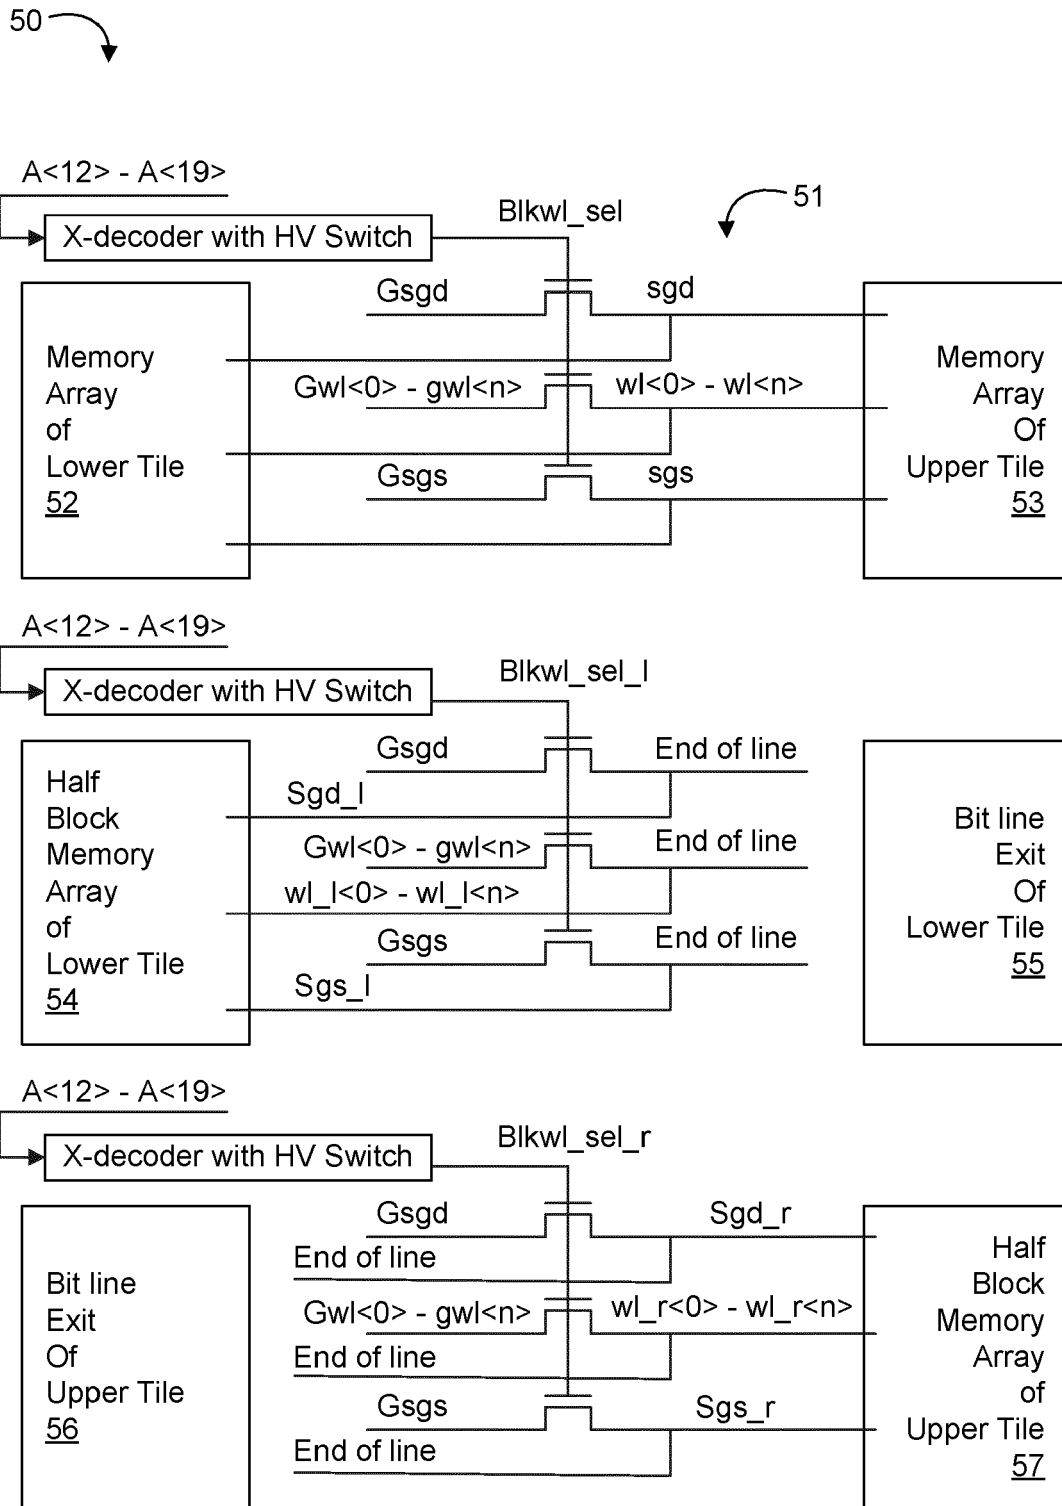 50
A<12> - A<19>
51
Blkwl_sel
X-decoder with HV Switch
Gsgd
sgd
Memory
Array
of
Lower Tile
52
Gwl<0> - gwl<n>
wl<0> - wl<n>
Gsgs
sgs
Memory
Array
Of
Upper Tile
53
A<12> - A<19>
Blkwl_sel_l
X-decoder with HV Switch
Gsgd
End of line
Half
Block
Memory
Array
of
Lower Tile
54
Sgd_l
Gwl<0> - gwl<n>
End of line
wl_l<0> - wl_l<n>
Gsgs
End of line
Sgs_l
Bit line
Exit
Of
Lower Tile
55
A<12> - A<19>
Blkwl_sel_r
X-decoder with HV Switch
Gsgd
Sgd_r
End of line
Bit line
Exit
Of
Upper Tile
56
Gwl<0> - gwl<n>
wl_r<0> - wl_r<n>
End of line
Gsgs
Sgs_r
End of line
Half
Block
Memory
Array
of
Upper Tile
57